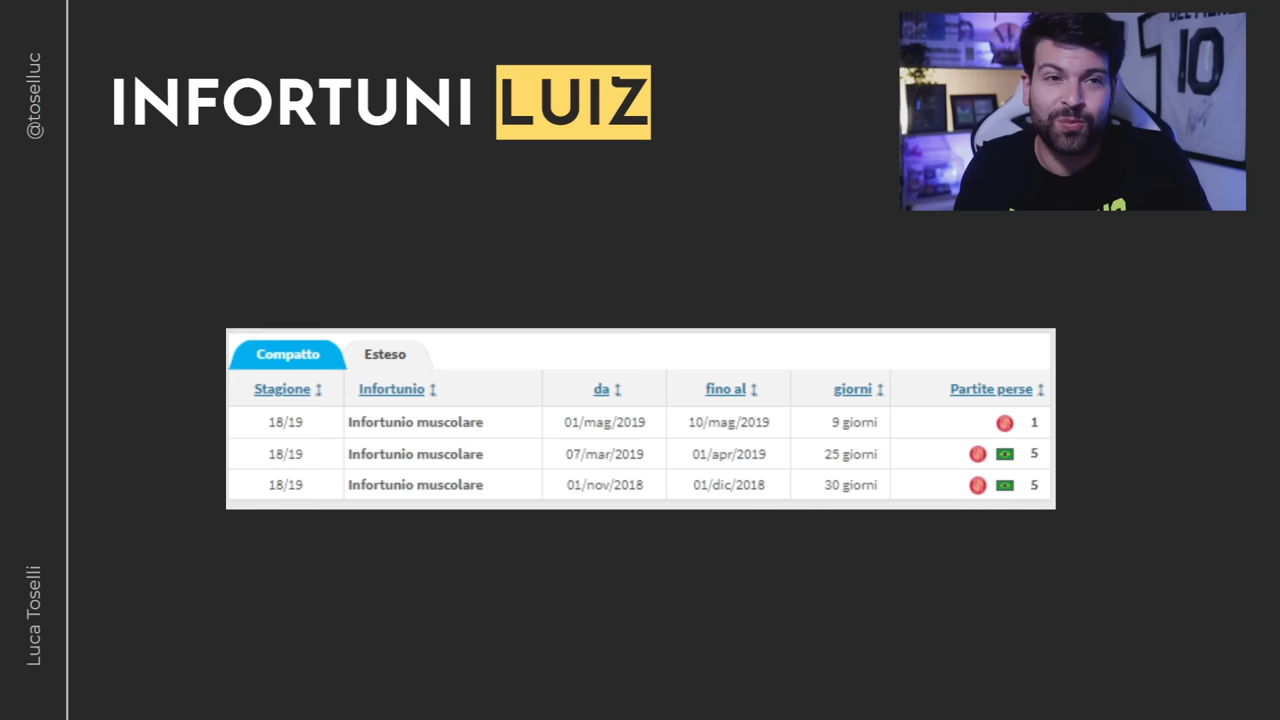 @toselluc
INFORTUNI LUIZ
10
Compatto Esteso
Stagione Infortunio da fino al giorni Partite perse
18/19 Infortunio muscolare 01/mag/2019 10/mag/2019 9 giorni 1
18/19 Infortunio muscolare 07/mar/2019 01/apr/2019 25 giorni 5
18/19 Infortunio muscolare 01/nov/2018 01/dic/2018 30 giorni 5
Luca Toselli